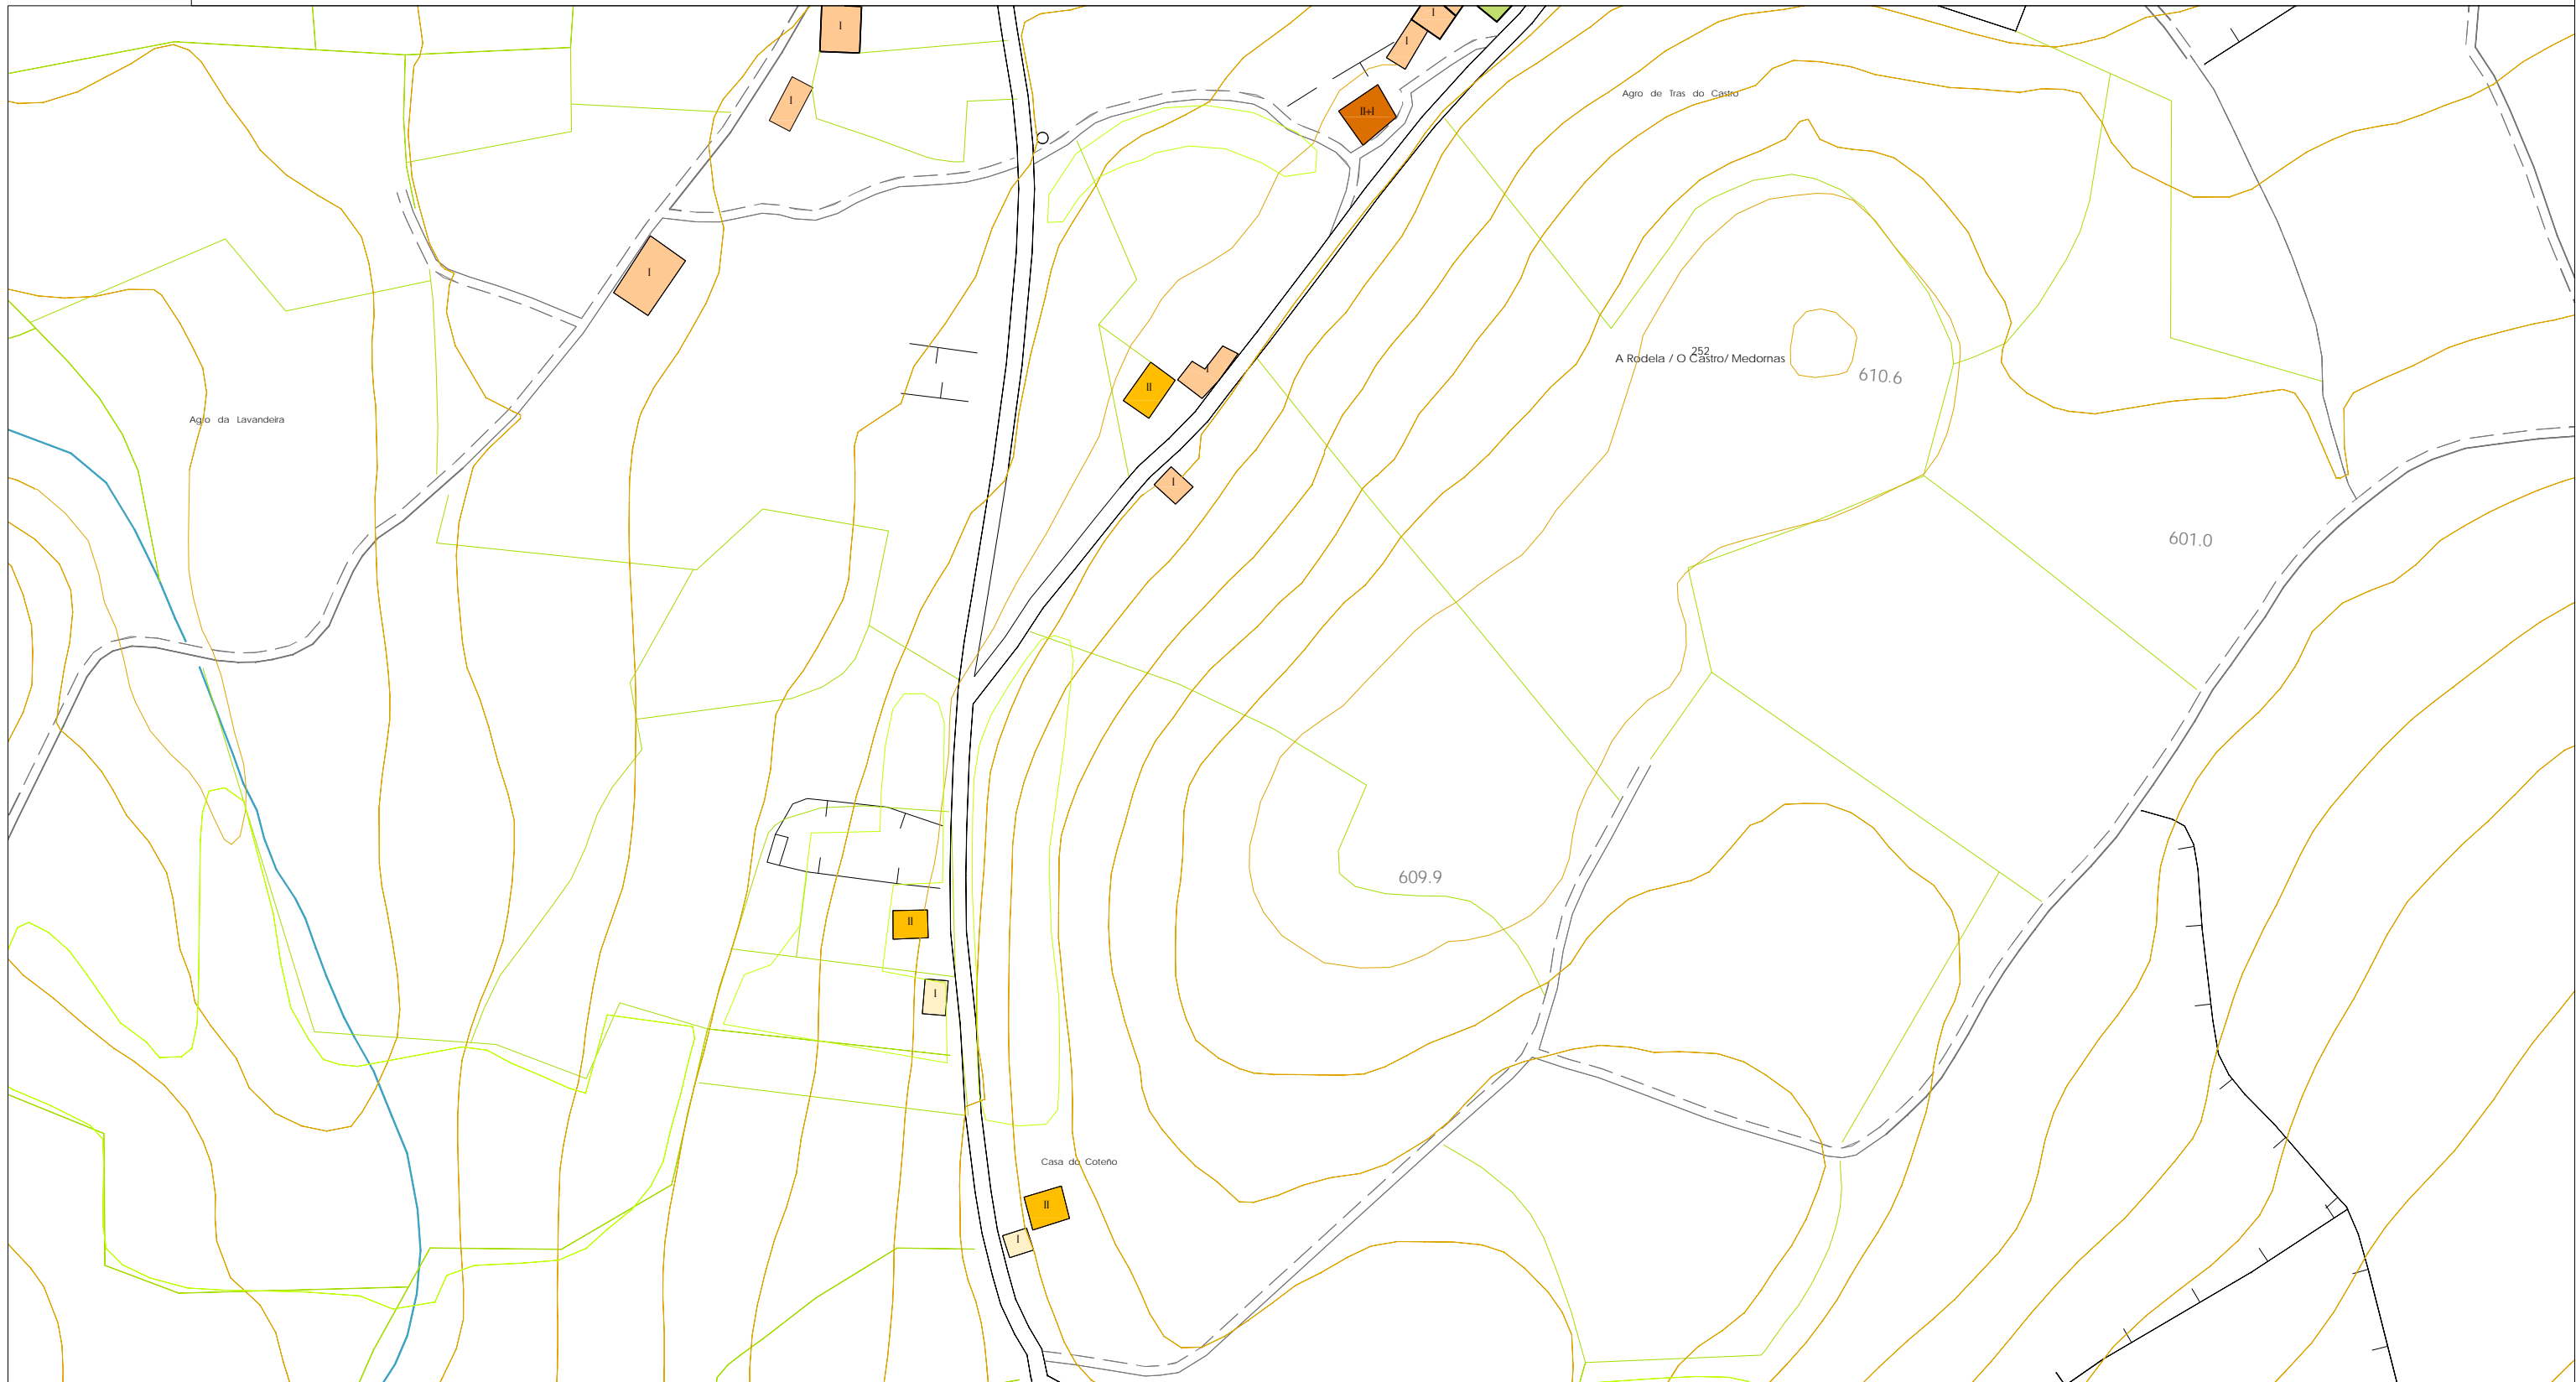 I
I
I
I
II+I
Agro de Tras do Castro
I
252
A Rodela / O Castro/ Medornas
610.6
I
II
Agro da Lavandeira
I
601.0
609.9
II
I
Casa do Coteño
II
I